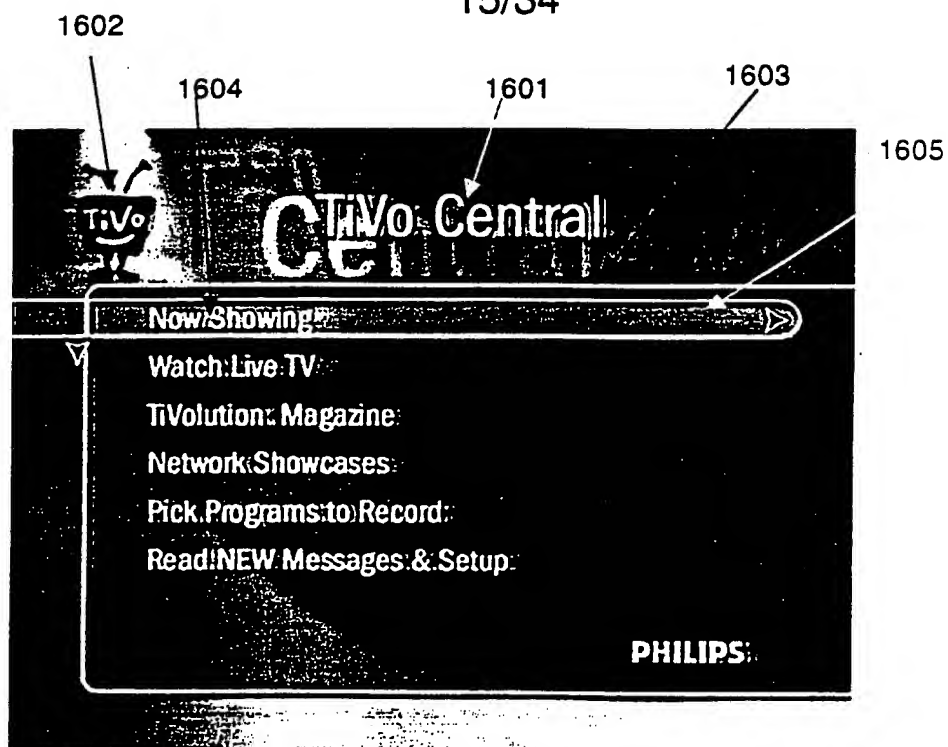 15/34
1602
1604
1601
1603
1605
TiVo
Ce
TiVo Central
Now Showing
Watch Live TV
TiVolution Magazine
Network Showcases
Pick Programs to Record
Read NEW Messages & Setup
PHILIPS